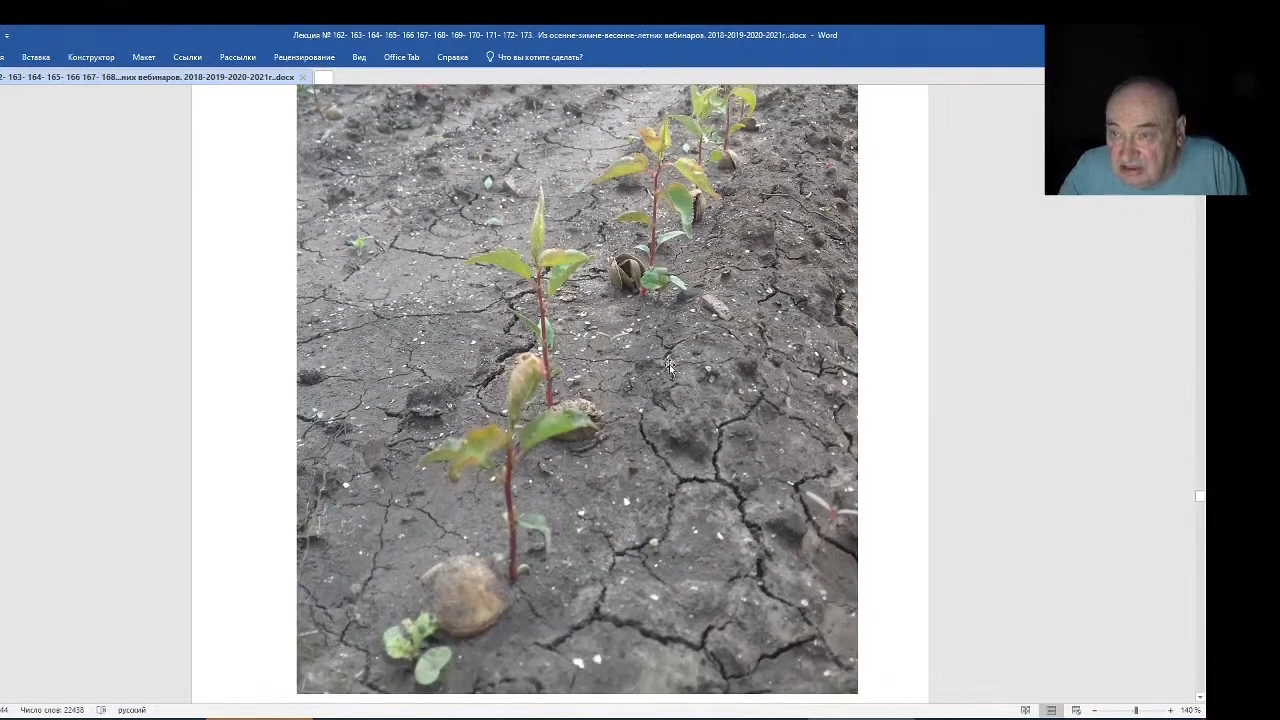 Лекция № 162- 163- 164- 165- 166 167- 168- 169- 170- 171- 172- 173. Из осенне-зимне-весенне-летних вебинаров. 2018-2019-2020-2021г..docx - Word
Вставка Конструктор Макет Ссылки Рассылки Рецензирование Вид Office Tab Справка Что вы хотите сделать?
163- 164- 165- 166 167- 168...них вебинаров. 2018-2019-2020-2021г..docx
44 Число слов: 22438 русский 140 %